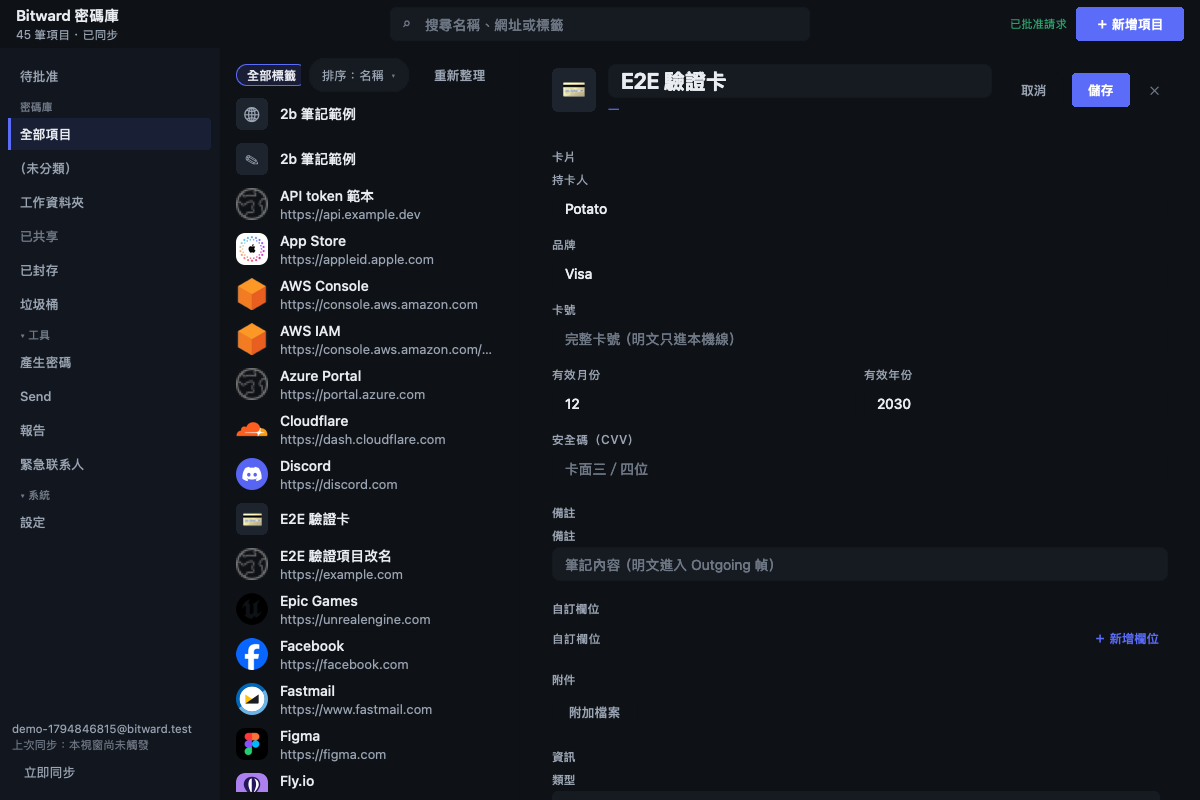 Bitward 密碼庫
45 筆項目 · 已同步
搜尋名稱、網址或標籤
已批准請求
+ 新增項目
待批准
密碼庫
全部項目
(未分類)
工作資料夾
已共享
已封存
垃圾桶
工具
產生密碼
Send
報告
緊急联系人
系統
設定
demo-1794846815@bitward.test
上次同步：本視窗尚未觸發
立即同步
全部標籤
排序：名稱
重新整理
2b 筆記範例
2b 筆記範例
API token 範本
https://api.example.dev
App Store
https://appleid.apple.com
AWS Console
https://console.aws.amazon.com
AWS IAM
https://console.aws.amazon.com/...
Azure Portal
https://portal.azure.com
Cloudflare
https://dash.cloudflare.com
Discord
https://discord.com
E2E 驗證卡
E2E 驗證項目改名
https://example.com
Epic Games
https://unrealengine.com
Facebook
https://facebook.com
Fastmail
https://www.fastmail.com
Figma
https://figma.com
Fly.io
E2E 驗證卡
取消
儲存
卡片
持卡人
Potato
品牌
Visa
卡號
完整卡號 (明文只進本機線)
有效月份
有效年份
12
2030
安全碼（CVV）
卡面三 / 四位
備註
備註
筆記內容 (明文進入 Outgoing 幀)
自訂欄位
自訂欄位
+ 新增欄位
附件
附加檔案
資訊
類型